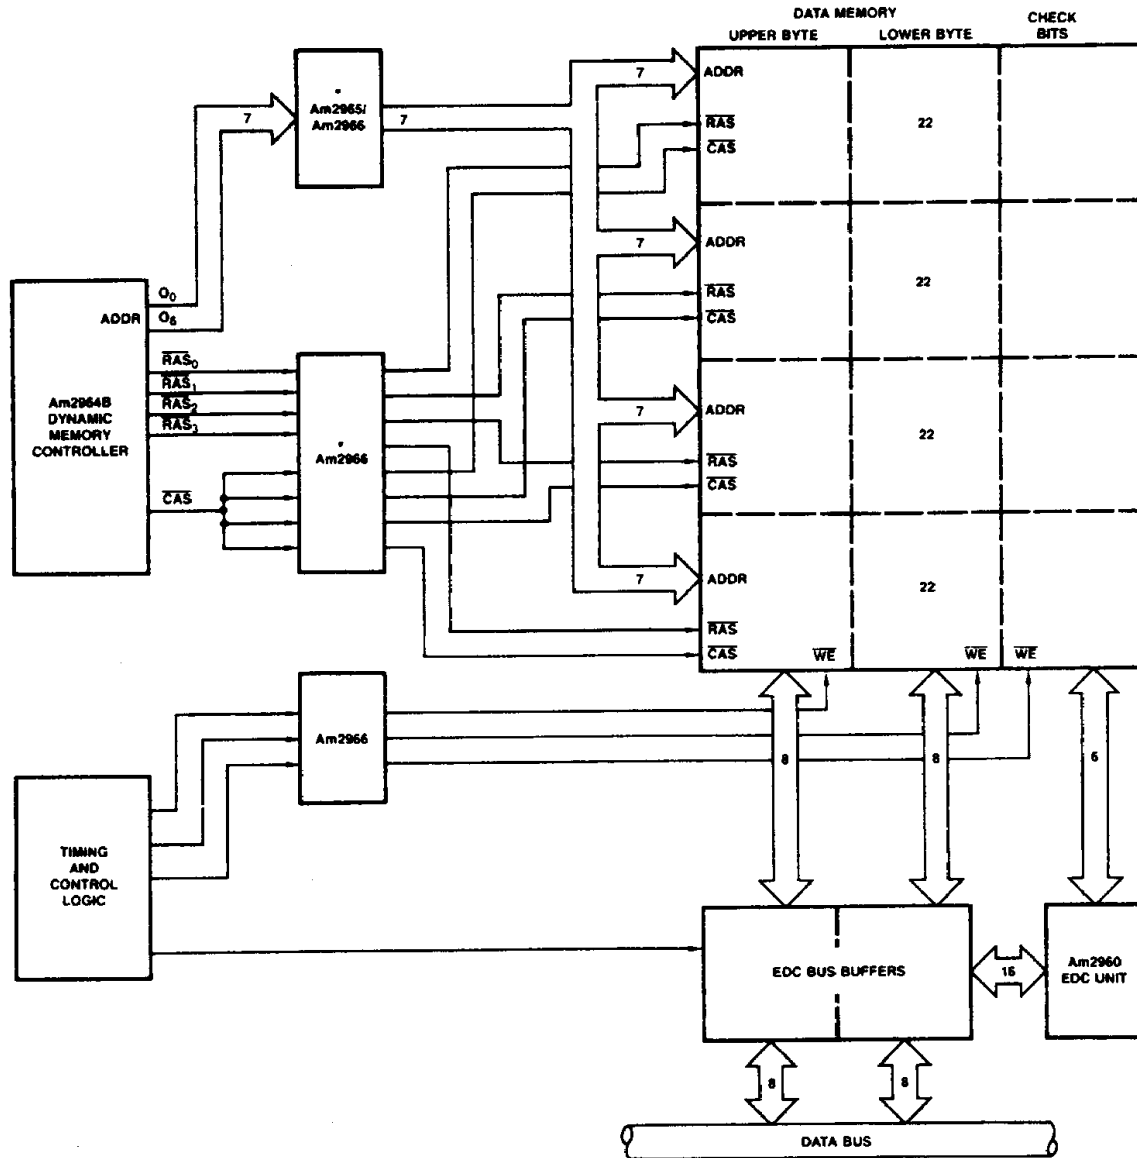 DATA MEMORY
UPPER BYTE
LOWER BYTE
CHECK
BITS
*
Am2965/
Am2966
7
7
7
ADDR
RAS
CAS
22
7
ADDR
RAS
CAS
22
7
ADDR
RAS
CAS
22
7
ADDR
RAS
CAS
22
WE
WE
WE
Am2964B
DYNAMIC
MEMORY
CONTROLLER
ADDR
O0
O6
RAS0
RAS1
RAS2
RAS3
CAS
*
Am2966
Am2966
TIMING
AND
CONTROL
LOGIC
8
8
6
EDC BUS BUFFERS
16
Am2960
EDC UNIT
8
8
DATA BUS